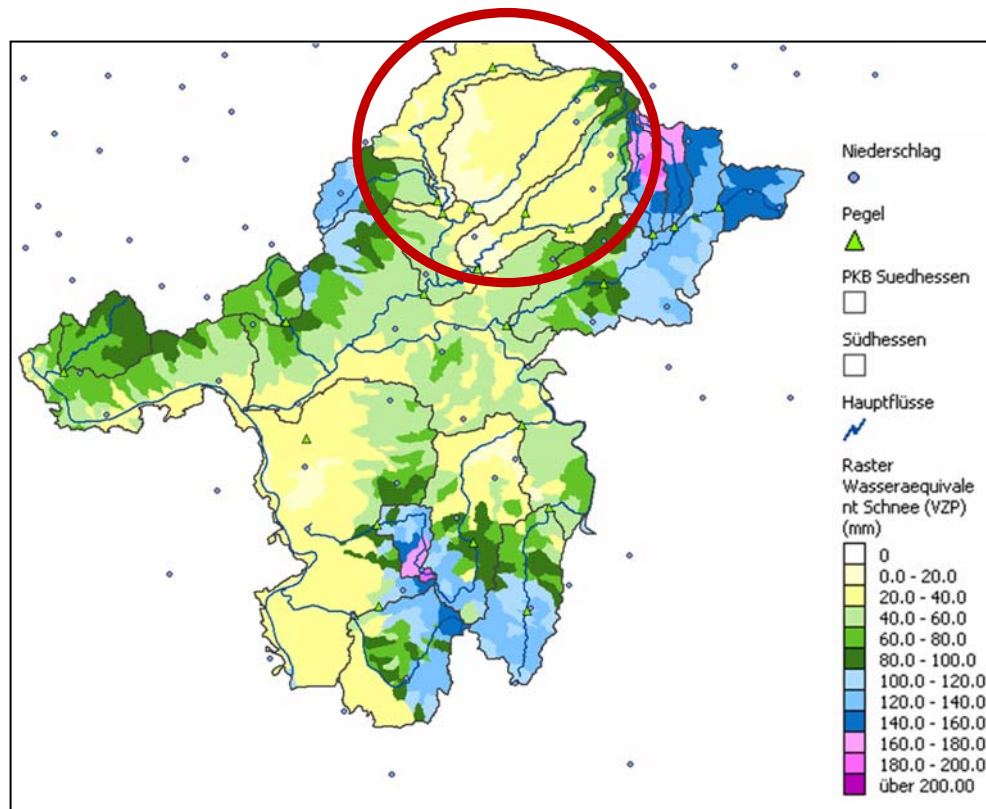 Niederschlag
Pegel
PKB Suedhessen
Südhessen
Hauptflüsse
Raster
Wasseraequivale
nt Schnee (VZP)
(mm)
0
0.0 - 20.0
20.0 - 40.0
40.0 - 60.0
60.0 - 80.0
80.0 - 100.0
100.0 - 120.0
120.0 - 140.0
140.0 - 160.0
160.0 - 180.0
180.0 - 200.0
über 200.00